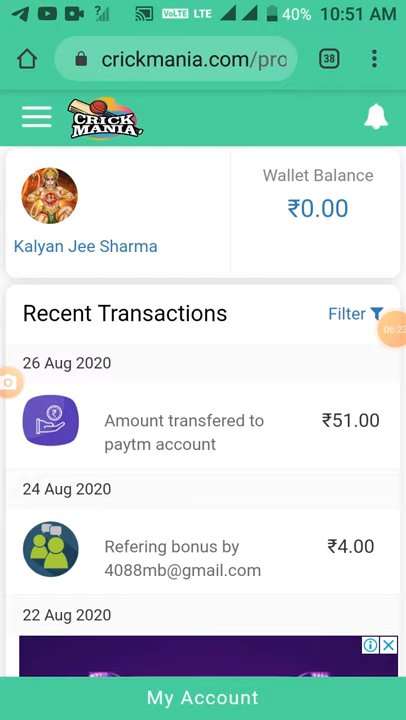 VoLTE LTE 40% 10:51 AM
crickmania.com/pro
38
CRICK
MANIA
Wallet Balance
₹0.00
Kalyan Jee Sharma
Recent Transactions
Filter
06:23
26 Aug 2020
Amount transfered to
paytm account
₹51.00
24 Aug 2020
Refering bonus by
4088mb@gmail.com
₹4.00
22 Aug 2020
My Account